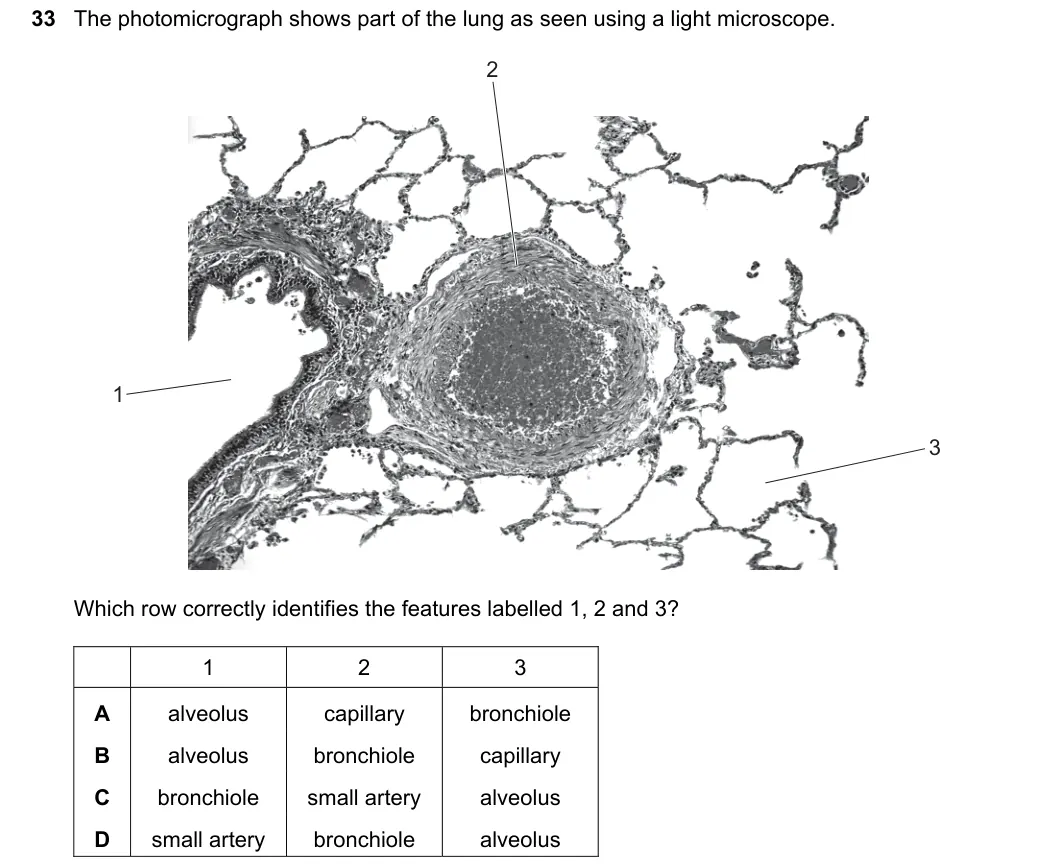 33 The photomicrograph shows part of the lung as seen using a light microscope.
2
1
3
Which row correctly identifies the features labelled 1, 2 and 3?
1 2 3
A alveolus capillary bronchiole
B alveolus bronchiole capillary
C bronchiole small artery alveolus
D small artery bronchiole alveolus